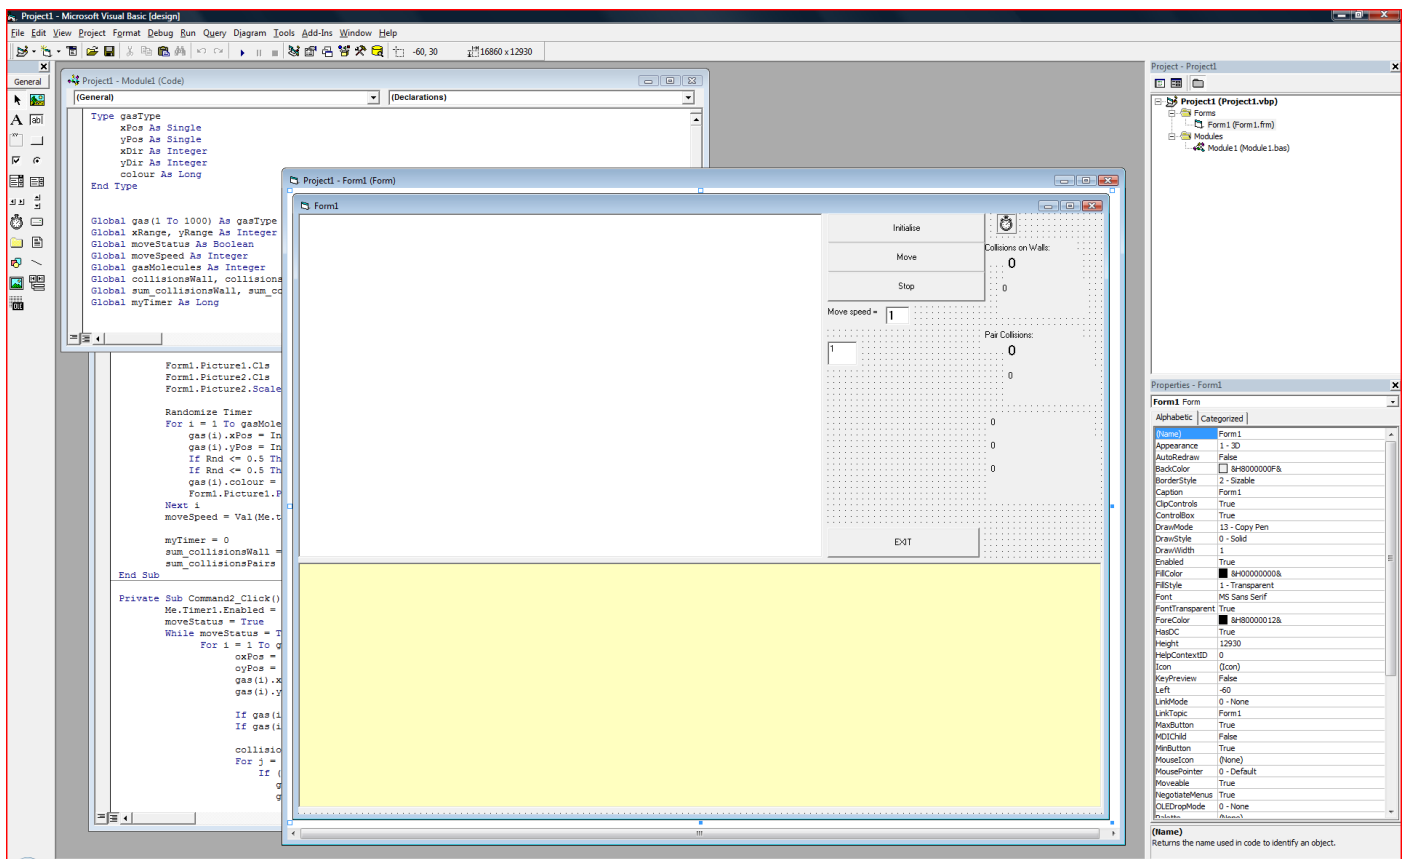 Project1 - Microsoft Visual Basic [design]
File Edit View Project Format Debug Run Query Diagram Tools Add-Ins Window Help
-60, 30
16860 x 12930
General
Project1 - Module1 (Code)
(General)
(Declarations)
Type gasType
xPos As Single
yPos As Single
xDir As Integer
yDir As Integer
colour As Long
End Type
Global gas(1 To 1000) As gasType
Global xRange, yRange As Integer
Global moveStatus As Boolean
Global moveSpeed As Integer
Global gasMolecules As Integer
Global collisionsWall, collisions
Global sum_collisionsWall, sum_co
Global myTimer As Long
Form1.Picture1.Cls
Form1.Picture2.Cls
Form1.Picture2.Scale
Randomize Timer
For i = 1 To gasMole
gas(i).xPos = In
gas(i).yPos = In
If Rnd <= 0.5 Th
If Rnd <= 0.5 Th
gas(i).colour =
Form1.Picture1.P
Next i
moveSpeed = Val(Me.t
myTimer = 0
sum_collisionsWall =
sum_collisionsPairs
End Sub
Private Sub Command2_Click()
Me.Timer1.Enabled =
moveStatus = True
While moveStatus = T
For i = 1 To g
oxPos =
oyPos =
gas(i).x
gas(i).y
If gas(i
If gas(i
collisio
For j =
If (
g
g
Project1 - Form1 (Form)
Form1
Initialise
Move
Stop
Move speed =
1
1
EXIT
Collisions on Walls:
0
0
Pair Collisions:
0
0
0
0
0
Project - Project1
Project1 (Project1.vbp)
Forms
Form1 (Form1.frm)
Modules
Module1 (Module1.bas)
Properties - Form1
Form1 Form
Alphabetic Categorized
(Name) Form1
Appearance 1 - 3D
AutoRedraw False
BackColor &H8000000F&
BorderStyle 2 - Sizable
Caption Form1
ClipControls True
ControlBox True
DrawMode 13 - Copy Pen
DrawStyle 0 - Solid
DrawWidth 1
Enabled True
FillColor &H00000000&
FillStyle 1 - Transparent
Font MS Sans Serif
FontTransparent True
ForeColor &H80000012&
HasDC True
Height 12930
HelpContextID 0
Icon (Icon)
KeyPreview False
Left -60
LinkMode 0 - None
LinkTopic Form1
MaxButton True
MDIChild False
MinButton True
MouseIcon (None)
MousePointer 0 - Default
Moveable True
NegotiateMenus True
OLEDropMode 0 - None
Palette (None)
(Name)
Returns the name used in code to identify an object.